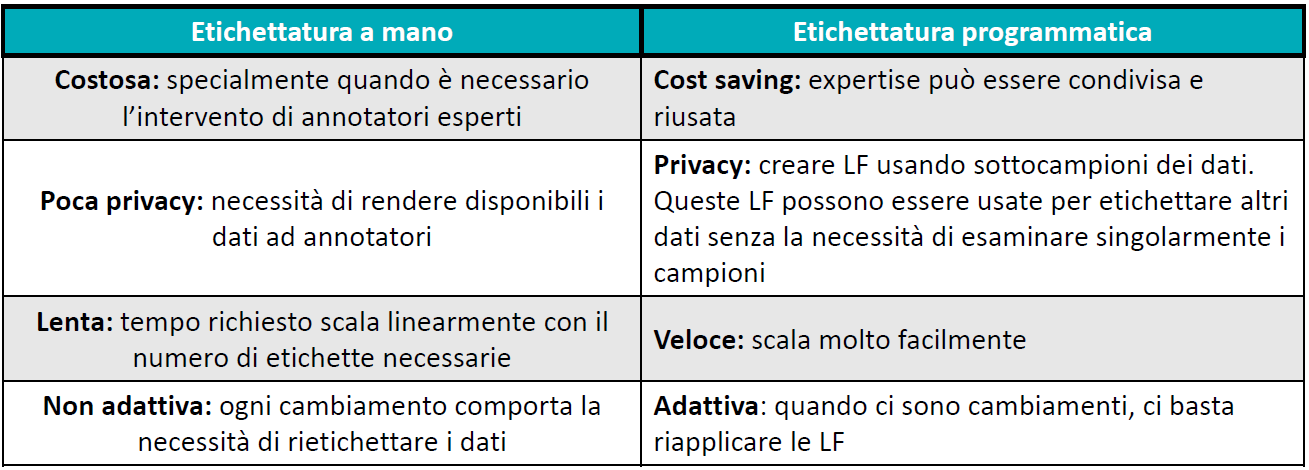 Etichettatura a mano
Etichettatura programmatica
Costosa: specialmente quando è necessario
l’intervento di annotatori esperti
Cost saving: expertise può essere condivisa e
riusata
Poca privacy: necessità di rendere disponibili i
dati ad annotatori
Privacy: creare LF usando sottocampioni dei dati.
Queste LF possono essere usate per etichettare altri
dati senza la necessità di esaminare singolarmente i
campioni
Lenta: tempo richiesto scala linearmente con il
numero di etichette necessarie
Veloce: scala molto facilmente
Non adattiva: ogni cambiamento comporta la
necessità di rietichettare i dati
Adattiva: quando ci sono cambiamenti, ci basta
riapplicare le LF